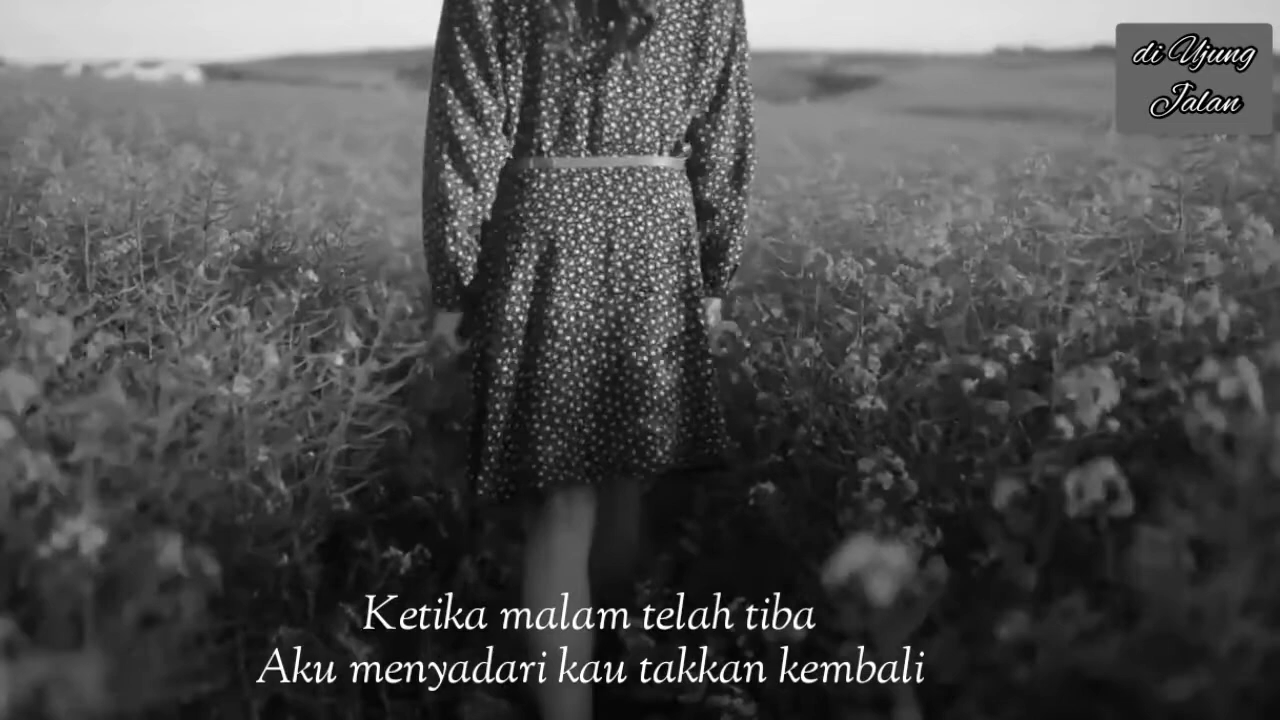 di Ujung
Jalan
Ketika malam telah tiba
Aku menyadari kau takkan kembali